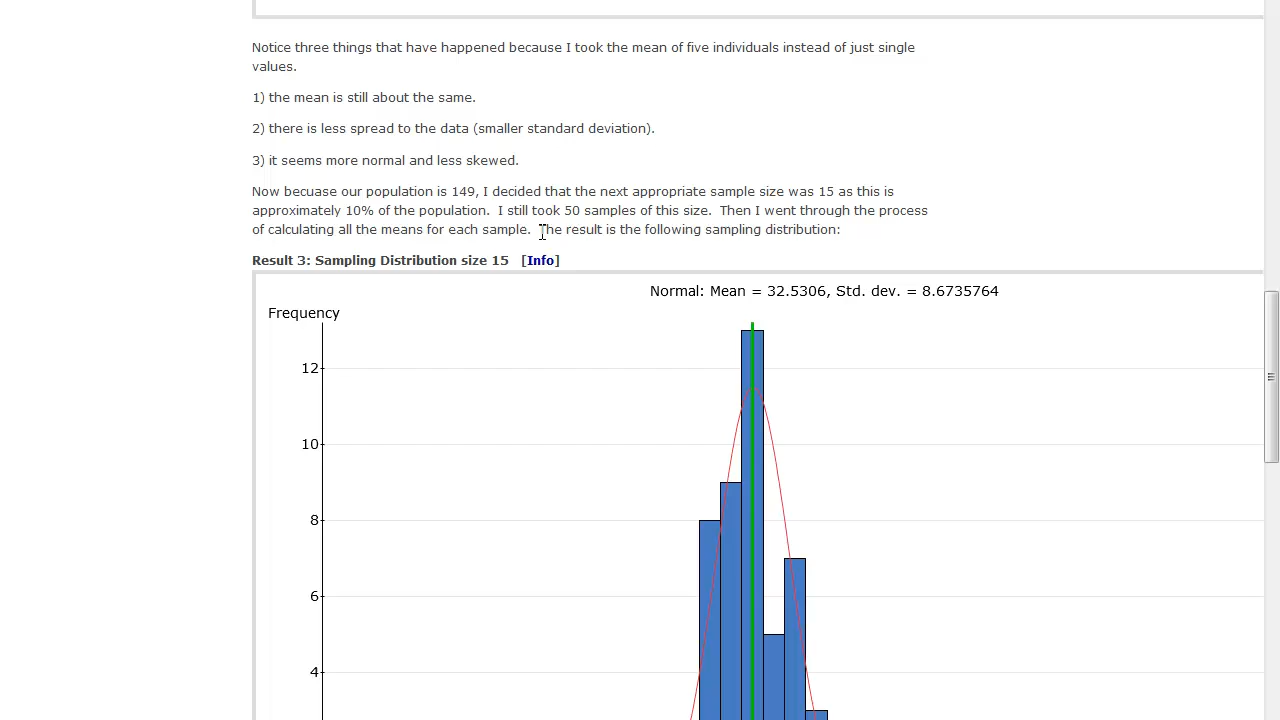 Notice three things that have happened because I took the mean of five individuals instead of just single
values.
1) the mean is still about the same.
2) there is less spread to the data (smaller standard deviation).
3) it seems more normal and less skewed.
Now becuase our population is 149, I decided that the next appropriate sample size was 15 as this is
approximately 10% of the population.  I still took 50 samples of this size.  Then I went through the process
of calculating all the means for each sample.  The result is the following sampling distribution:
Result 3: Sampling Distribution size 15   [Info]
Normal: Mean = 32.5306, Std. dev. = 8.6735764
Frequency
12
10
8
6
4